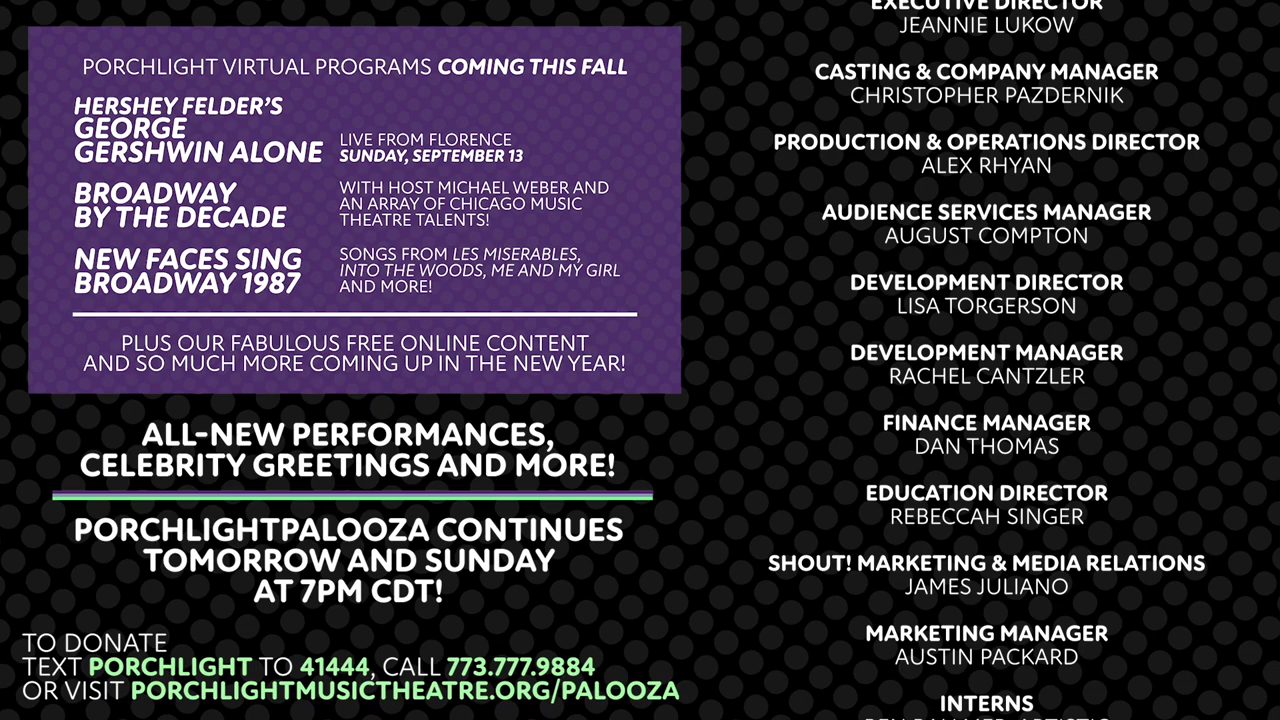 PORCHLIGHT VIRTUAL PROGRAMS COMING THIS FALL
HERSHEY FELDER'S
GEORGE
GERSHWIN ALONE
LIVE FROM FLORENCE
SUNDAY, SEPTEMBER 13
BROADWAY
BY THE DECADE
WITH HOST MICHAEL WEBER AND
AN ARRAY OF CHICAGO MUSIC
THEATRE TALENTS!
NEW FACES SING
BROADWAY 1987
SONGS FROM LES MISERABLES,
INTO THE WOODS, ME AND MY GIRL
AND MORE!
PLUS OUR FABULOUS FREE ONLINE CONTENT
AND SO MUCH MORE COMING UP IN THE NEW YEAR!
ALL-NEW PERFORMANCES,
CELEBRITY GREETINGS AND MORE!
PORCHLIGHTPALOOZA CONTINUES
TOMORROW AND SUNDAY
AT 7PM CDT!
TO DONATE
TEXT PORCHLIGHT TO 41444, CALL 773.777.9884
OR VISIT PORCHLIGHTMUSICTHEATRE.ORG/PALOOZA
EXECUTIVE DIRECTOR
JEANNIE LUKOW
CASTING & COMPANY MANAGER
CHRISTOPHER PAZDERNIK
PRODUCTION & OPERATIONS DIRECTOR
ALEX RHYAN
AUDIENCE SERVICES MANAGER
AUGUST COMPTON
DEVELOPMENT DIRECTOR
LISA TORGERSON
DEVELOPMENT MANAGER
RACHEL CANTZLER
FINANCE MANAGER
DAN THOMAS
EDUCATION DIRECTOR
REBECCAH SINGER
SHOUT! MARKETING & MEDIA RELATIONS
JAMES JULIANO
MARKETING MANAGER
AUSTIN PACKARD
INTERNS